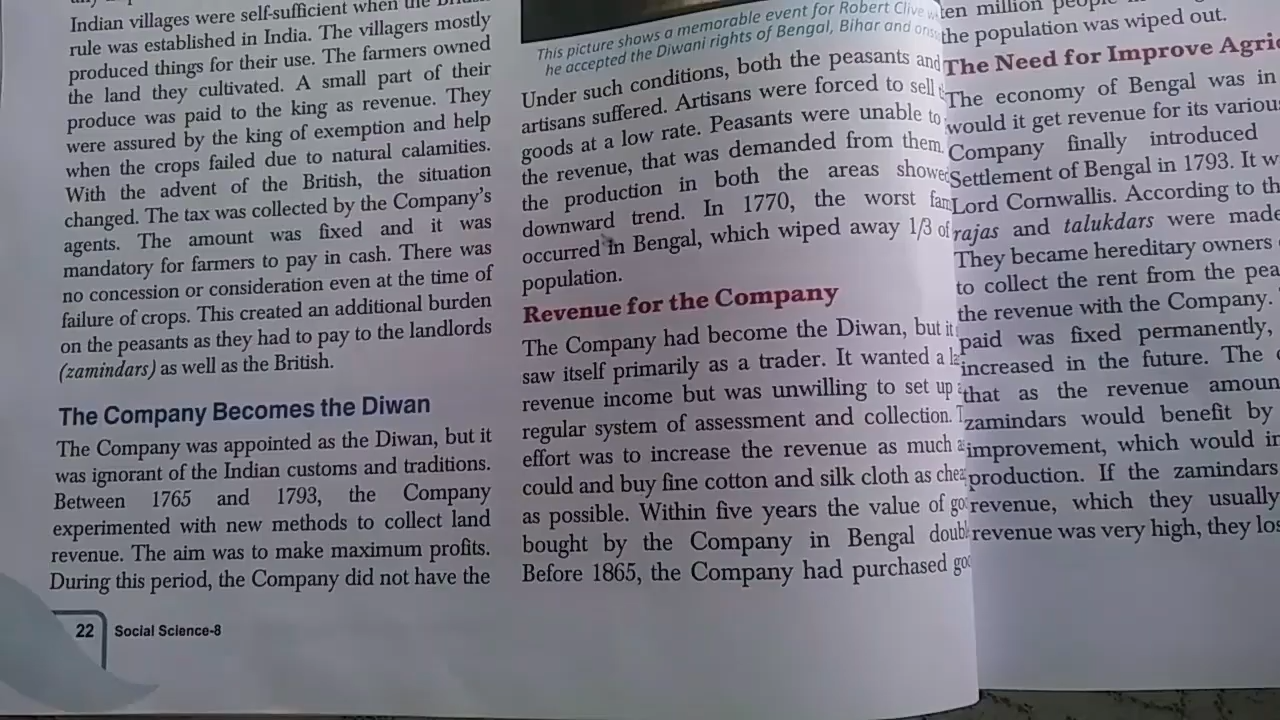 Indian villages were self-sufficient when the
rule was established in India. The villagers mostly
produced things for their use. The farmers owned
the land they cultivated. A small part of their
produce was paid to the king as revenue. They
were assured by the king of exemption and help
when the crops failed due to natural calamities.
With the advent of the British, the situation
changed. The tax was collected by the Company's
agents. The amount was fixed and it was
mandatory for farmers to pay in cash. There was
no concession or consideration even at the time of
failure of crops. This created an additional burden
on the peasants as they had to pay to the landlords
(zamindars) as well as the British.
The Company Becomes the Diwan
The Company was appointed as the Diwan, but it
was ignorant of the Indian customs and traditions.
Between 1765 and 1793, the Company
experimented with new methods to collect land
revenue. The aim was to make maximum profits.
During this period, the Company did not have the
22 Social Science-8
This picture shows a memorable event for Robert Clive
he accepted the Diwani rights of Bengal, Bihar and
Under such conditions, both the peasants and
artisans suffered. Artisans were forced to sell
goods at a low rate. Peasants were unable to
the revenue, that was demanded from them.
the production in both the areas showed
downward trend. In 1770, the worst
occurred in Bengal, which wiped away 1/3 of
population.
Revenue for the Company
The Company had become the Diwan, but it
saw itself primarily as a trader. It wanted a
revenue income but was unwilling to set up
regular system of assessment and collection.
effort was to increase the revenue as much
could and buy fine cotton and silk cloth as
as possible. Within five years the value of
bought by the Company in Bengal
Before 1865, the Company had purchased
ten million people
the population was wiped out.
The Need for Improve
The economy of Bengal was in
would it get revenue for its
Company finally introduced
Settlement of Bengal in 1793. It
Lord Cornwallis. According to
rajas and talukdars were made
They became hereditary owners
to collect the rent from the
the revenue with the Company.
paid was fixed permanently,
increased in the future. The
that as the revenue
zamindars would benefit by
improvement, which would
production. If the zamindars
revenue, which they usually
revenue was very high, they